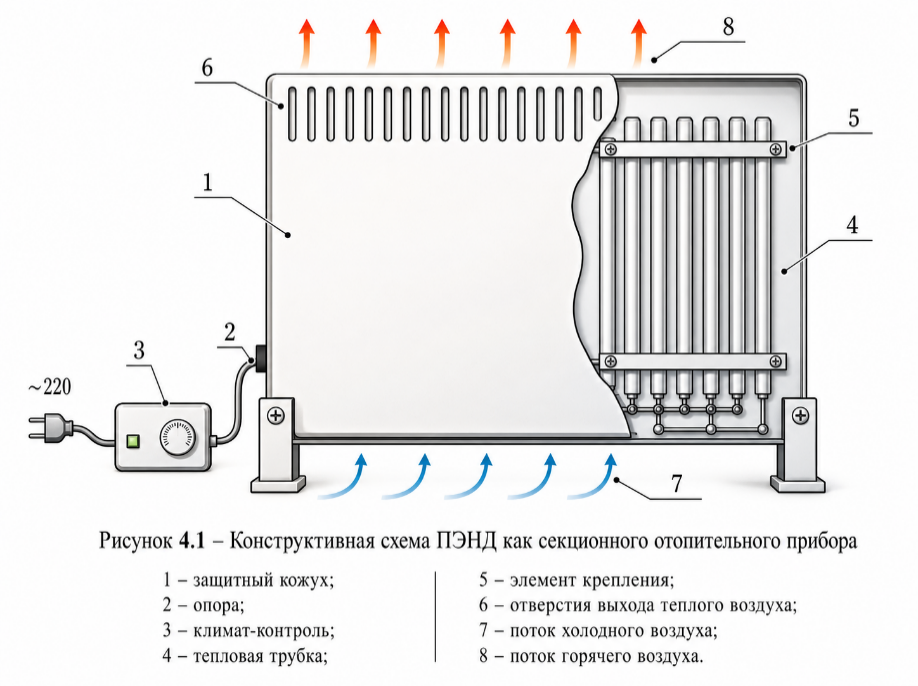 8
6
5
1
4
2
3
~220
7
Рисунок 4.1 – Конструктивная схема ПЭНД как секционного отопительного прибора
1 – защитный кожух;
2 – опора;
3 – климат-контроль;
4 – тепловая трубка;
5 – элемент крепления;
6 – отверстия выхода теплого воздуха;
7 – поток холодного воздуха;
8 – поток горячего воздуха.